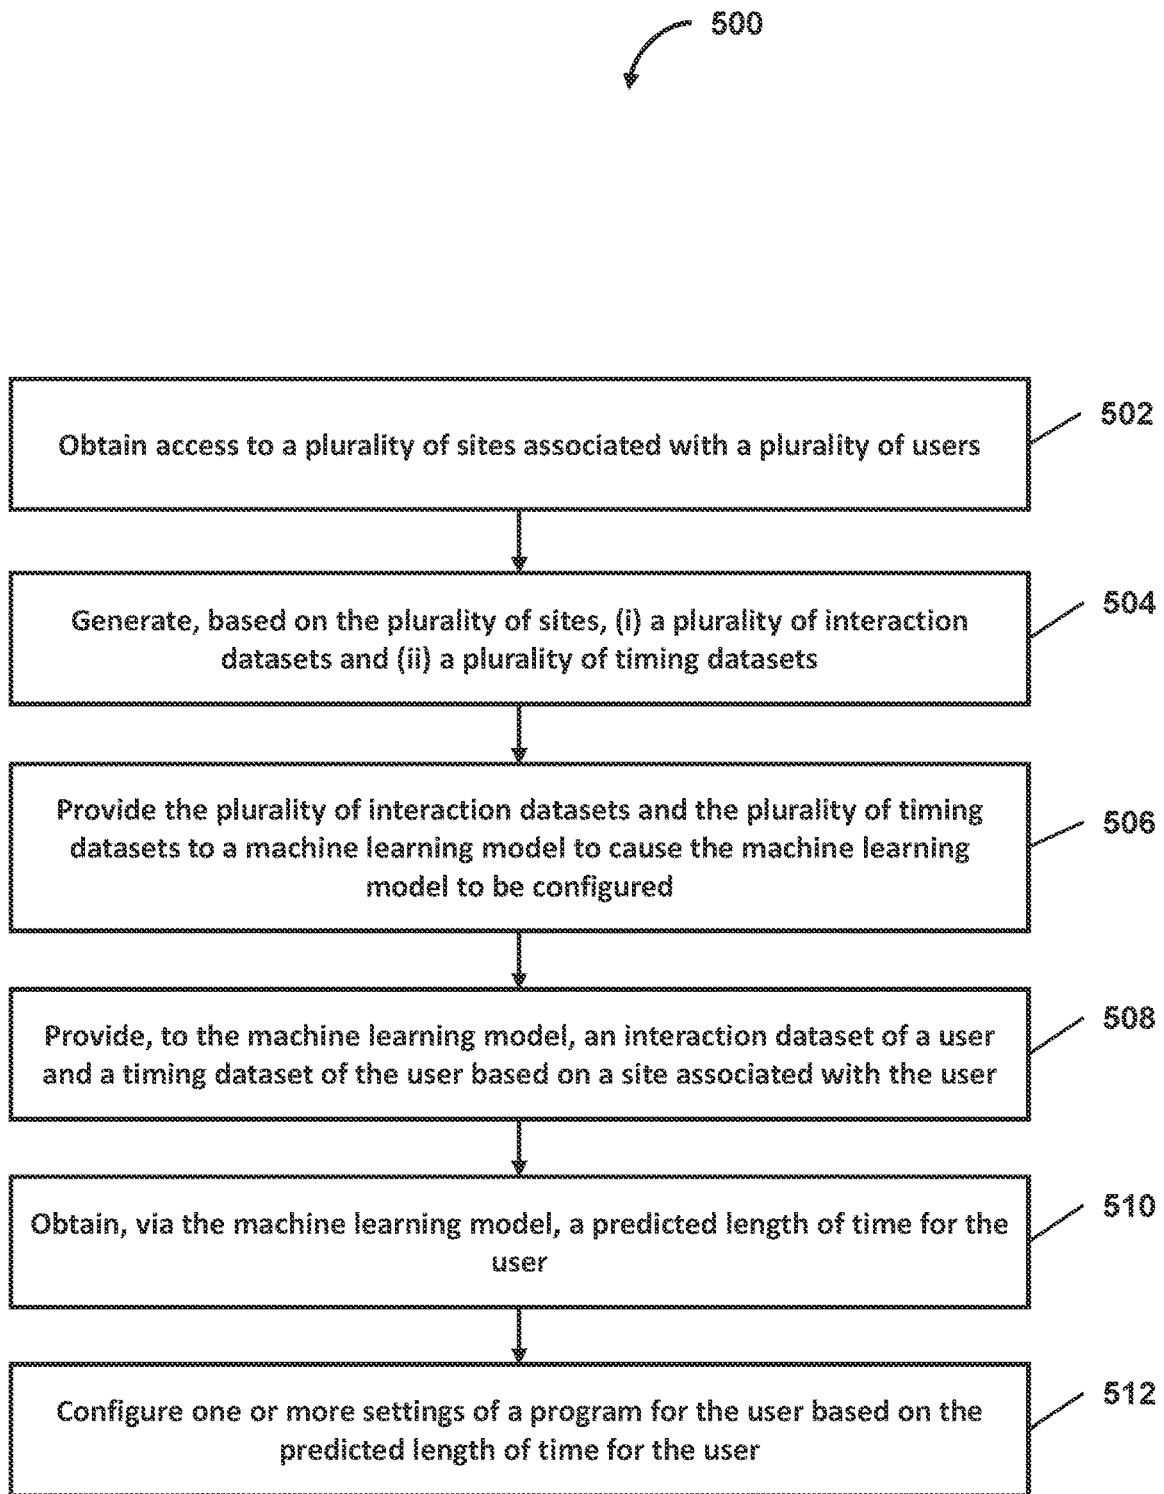 500
Obtain access to a plurality of sites associated with a plurality of users
502
Generate, based on the plurality of sites, (i) a plurality of interaction
datasets and (ii) a plurality of timing datasets
504
Provide the plurality of interaction datasets and the plurality of timing
datasets to a machine learning model to cause the machine learning
model to be configured
506
Provide, to the machine learning model, an interaction dataset of a user
and a timing dataset of the user based on a site associated with the user
508
Obtain, via the machine learning model, a predicted length of time for the
user
510
Configure one or more settings of a program for the user based on the
predicted length of time for the user
512